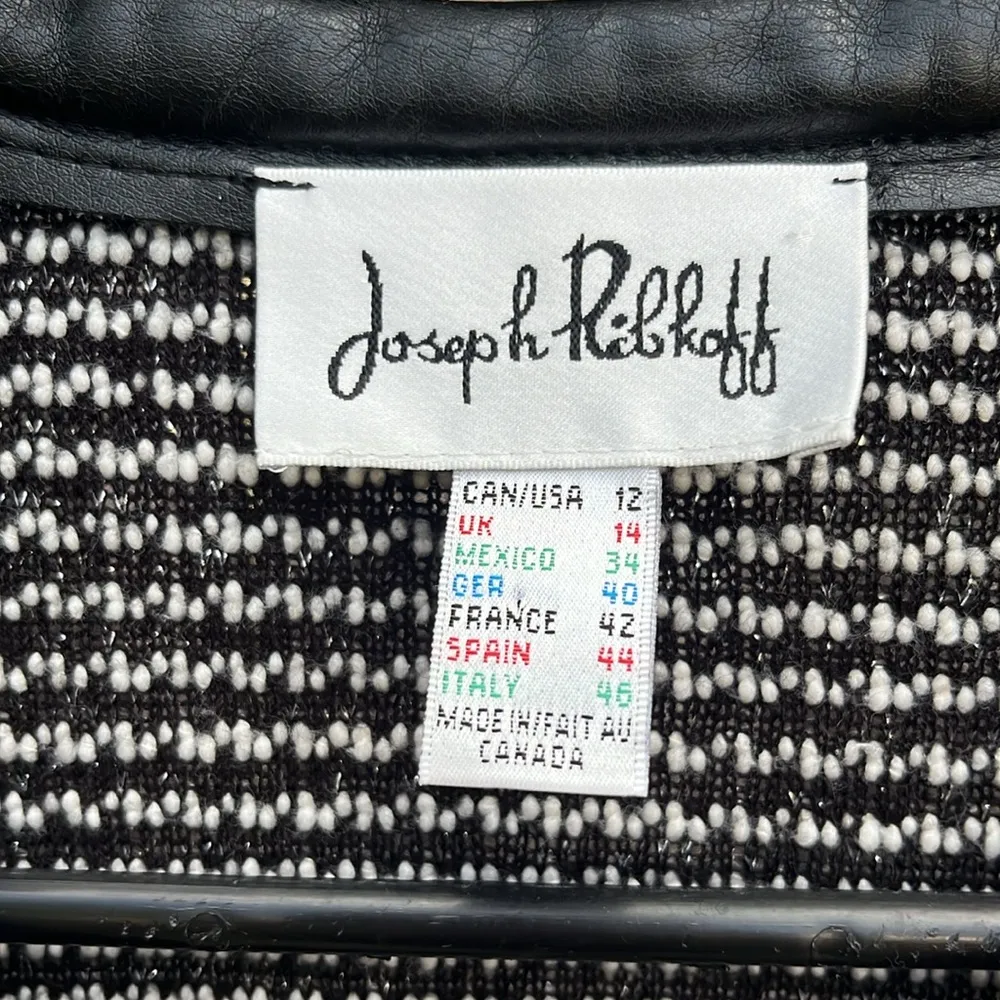 Joseph Ribkoff
CAN/USA 12
UK 14
MEXICO 34
GER 40
FRANCE 42
SPAIN 44
ITALY 46
MADE IN/FAIT AU
CANADA